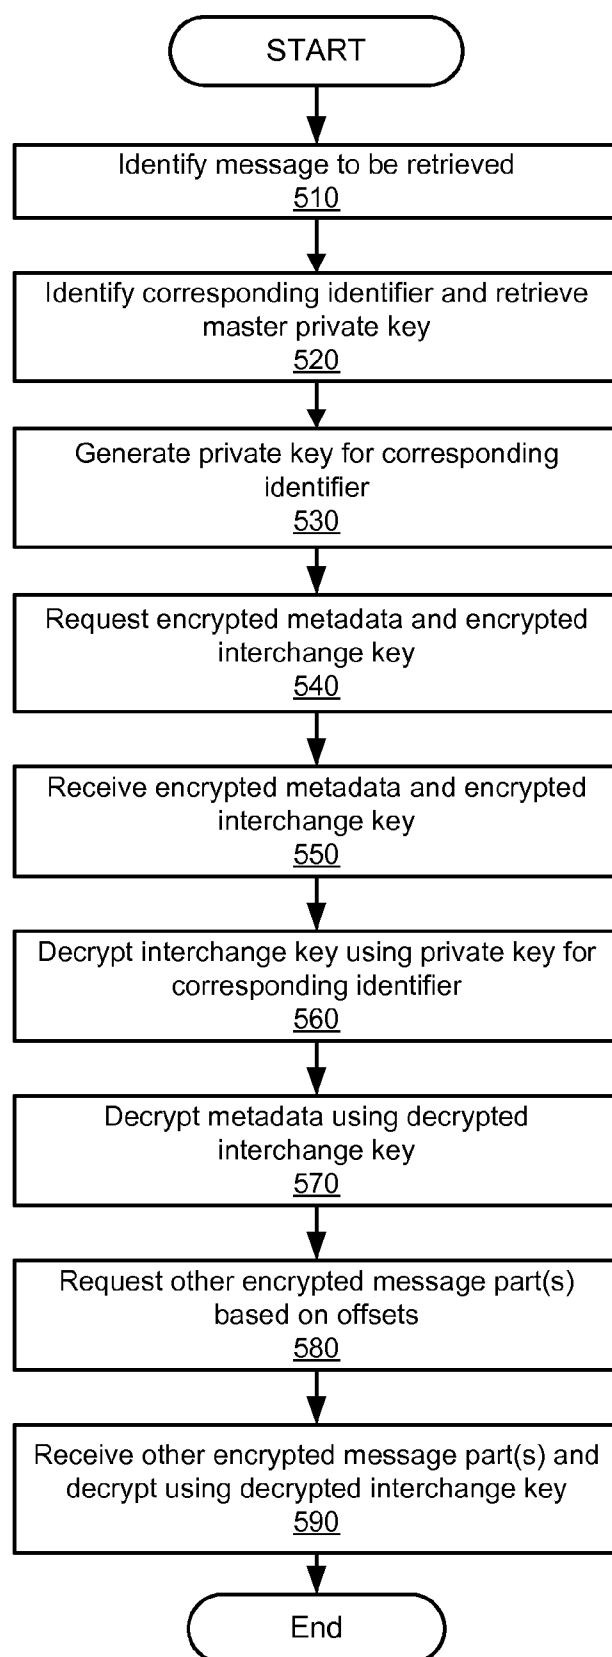 START
Identify message to be retrieved
510
Identify corresponding identifier and retrieve
master private key
520
Generate private key for corresponding
identifier
530
Request encrypted metadata and encrypted
interchange key
540
Receive encrypted metadata and encrypted
interchange key
550
Decrypt interchange key using private key for
corresponding identifier
560
Decrypt metadata using decrypted
interchange key
570
Request other encrypted message part(s)
based on offsets
580
Receive other encrypted message part(s) and
decrypt using decrypted interchange key
590
End